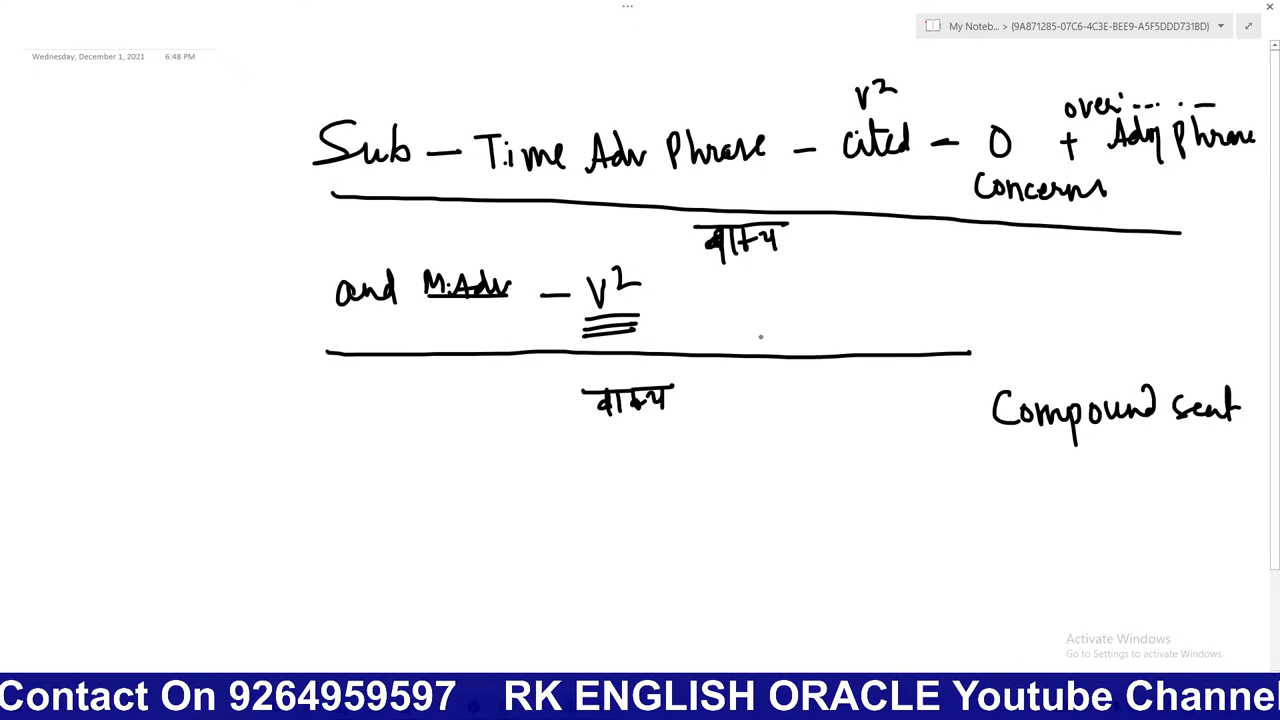 My Noteb... > {9A871285-07C6-4C3E-BEE9-A5F5DDD731BD}
Wednesday, December 1, 2021 6:48 PM
V2 over ....
Sub – Time Adv Phrase – cited – O + Adv Phrase
Concerns
वाक्य
and M.Adv – V2
वाक्य
Compound sent
Activate Windows
Go to Settings to activate Windows.
Contact On 9264959597 RK ENGLISH ORACLE Youtube Channel